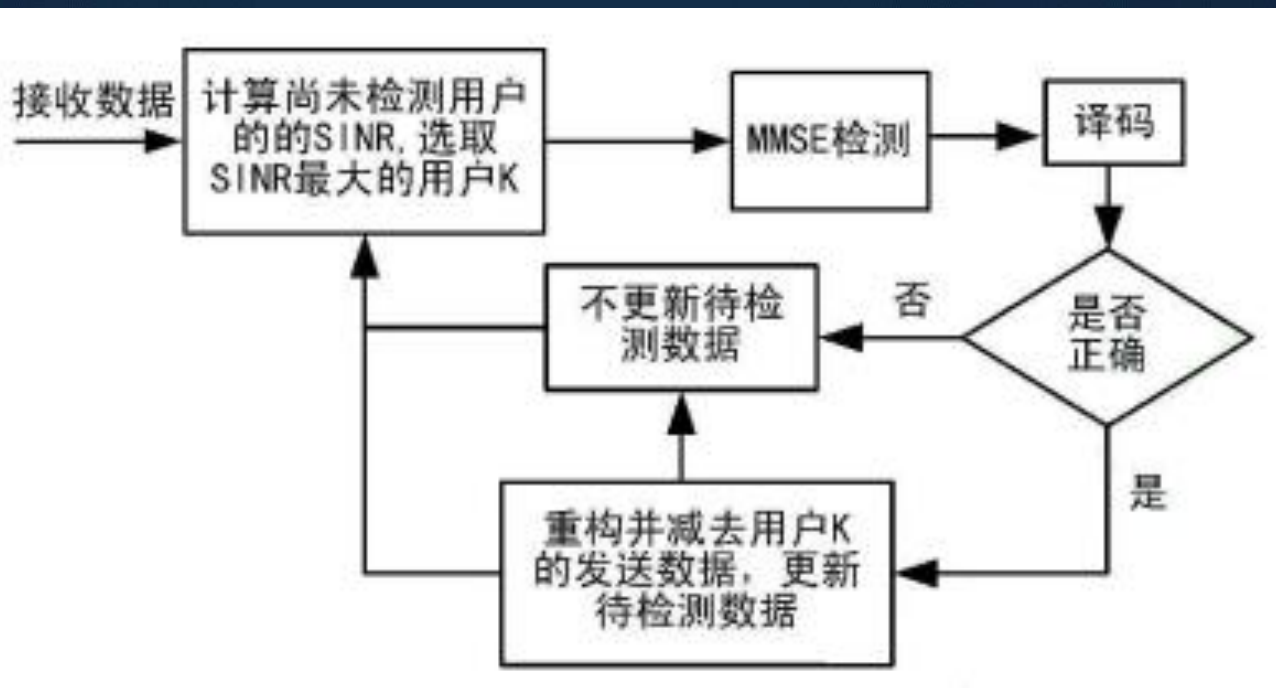 接收数据
计算尚未检测用户
的的SINR,选取
SINR最大的用户K
MMSE检测
译码
是否
正确
否
不更新待检
测数据
是
重构并减去用户K
的发送数据，更新
待检测数据